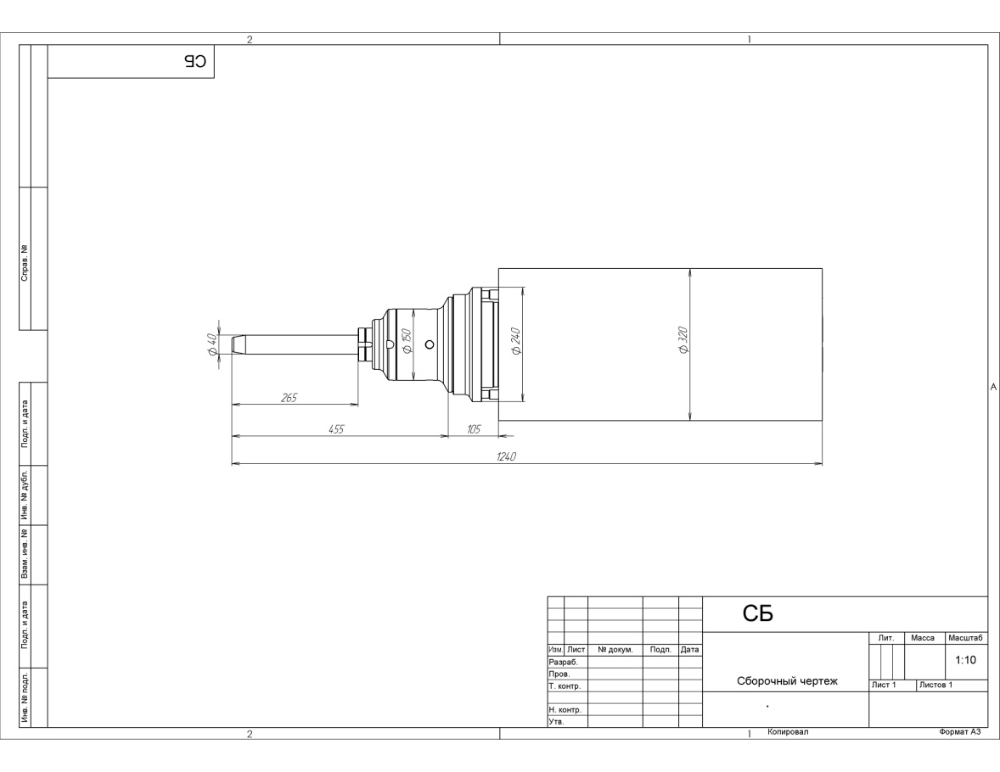 2
1
СБ
Справ. №
Подп. и дата
Инв. № дубл.
Взам. инв. №
Подп. и дата
Инв. № подл.
А
⌀ 40
⌀ 150
⌀ 240
⌀ 320
265
455
105
1240
СБ
Лит.
Масса
Масштаб
Изм.
Лист
№ докум.
Подп.
Дата
Разраб.
Пров.
Т. контр.
Н. контр.
Утв.
Сборочный чертеж
1:10
Лист 1
Листов 1
2
1
Копировал
Формат А3